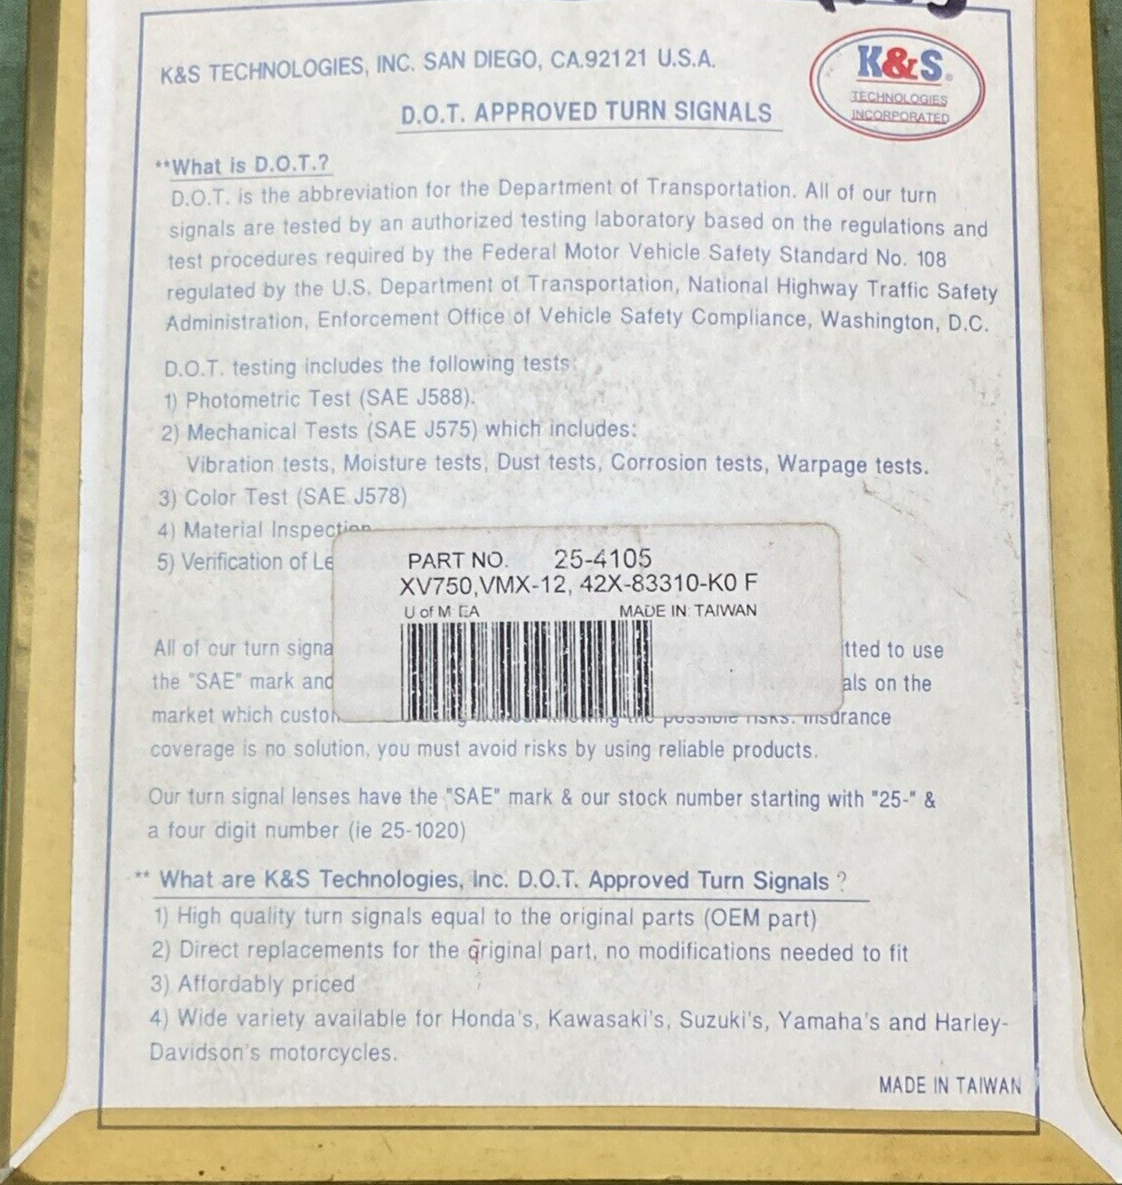 K&S TECHNOLOGIES, INC. SAN DIEGO, CA.92121 U.S.A.
K&S®
TECHNOLOGIES
INCORPORATED
D.O.T. APPROVED TURN SIGNALS
**What is D.O.T.?
D.O.T. is the abbreviation for the Department of Transportation. All of our turn
signals are tested by an authorized testing laboratory based on the regulations and
test procedures required by the Federal Motor Vehicle Safety Standard No. 108
regulated by the U.S. Department of Transportation, National Highway Traffic Safety
Administration, Enforcement Office of Vehicle Safety Compliance, Washington, D.C.
D.O.T. testing includes the following tests:
1) Photometric Test (SAE J588).
2) Mechanical Tests (SAE J575) which includes:
Vibration tests, Moisture tests, Dust tests, Corrosion tests, Warpage tests.
3) Color Test (SAE J578)
4) Material Inspection
5) Verification of Le
PART NO. 25-4105
XV750,VMX-12, 42X-83310-K0 F
U of M: EA MADE IN: TAIWAN
All of our turn signa tted to use
the "SAE" mark and als on the
market which custo without knowing the possible risks. Insurance
coverage is no solution, you must avoid risks by using reliable products.
Our turn signal lenses have the "SAE" mark & our stock number starting with "25-" &
a four digit number (ie 25-1020)
** What are K&S Technologies, Inc. D.O.T. Approved Turn Signals ?
1) High quality turn signals equal to the original parts (OEM part)
2) Direct replacements for the original part, no modifications needed to fit
3) Affordably priced
4) Wide variety available for Honda's, Kawasaki's, Suzuki's, Yamaha's and Harley-
Davidson's motorcycles.
MADE IN TAIWAN